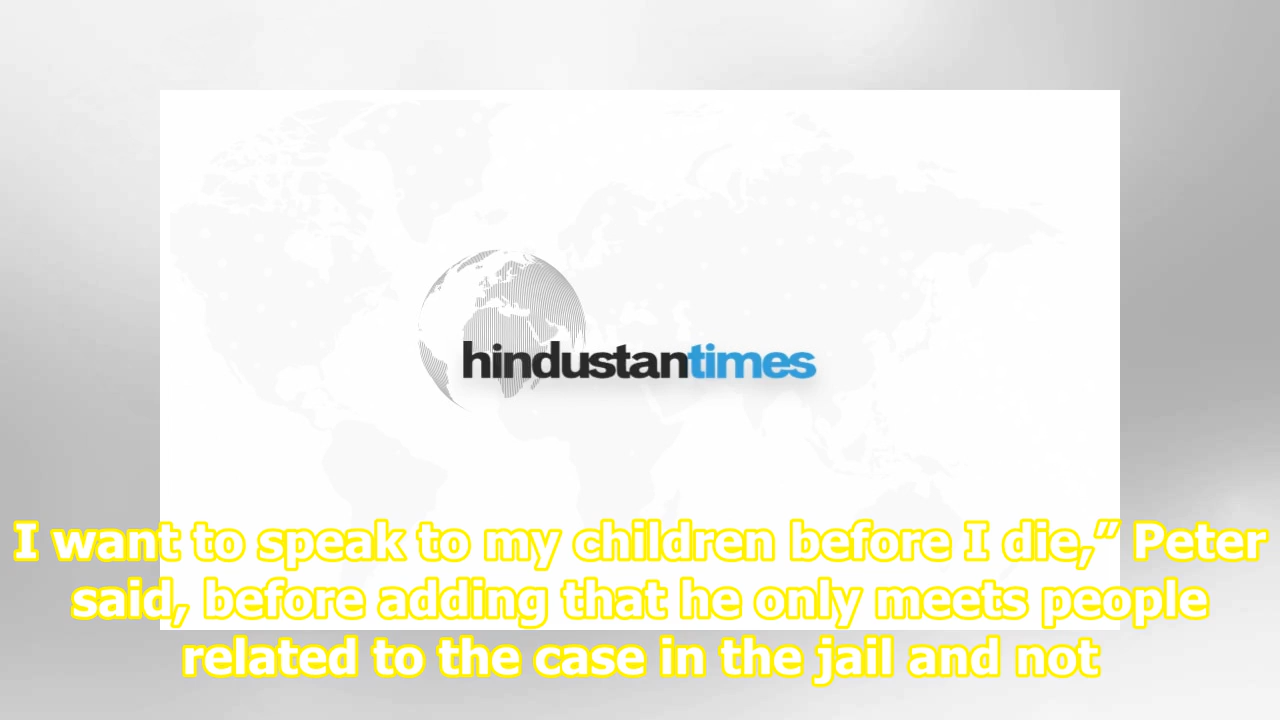 hindustantimes
I want to speak to my children before I die,” Peter
said, before adding that he only meets people
related to the case in the jail and not